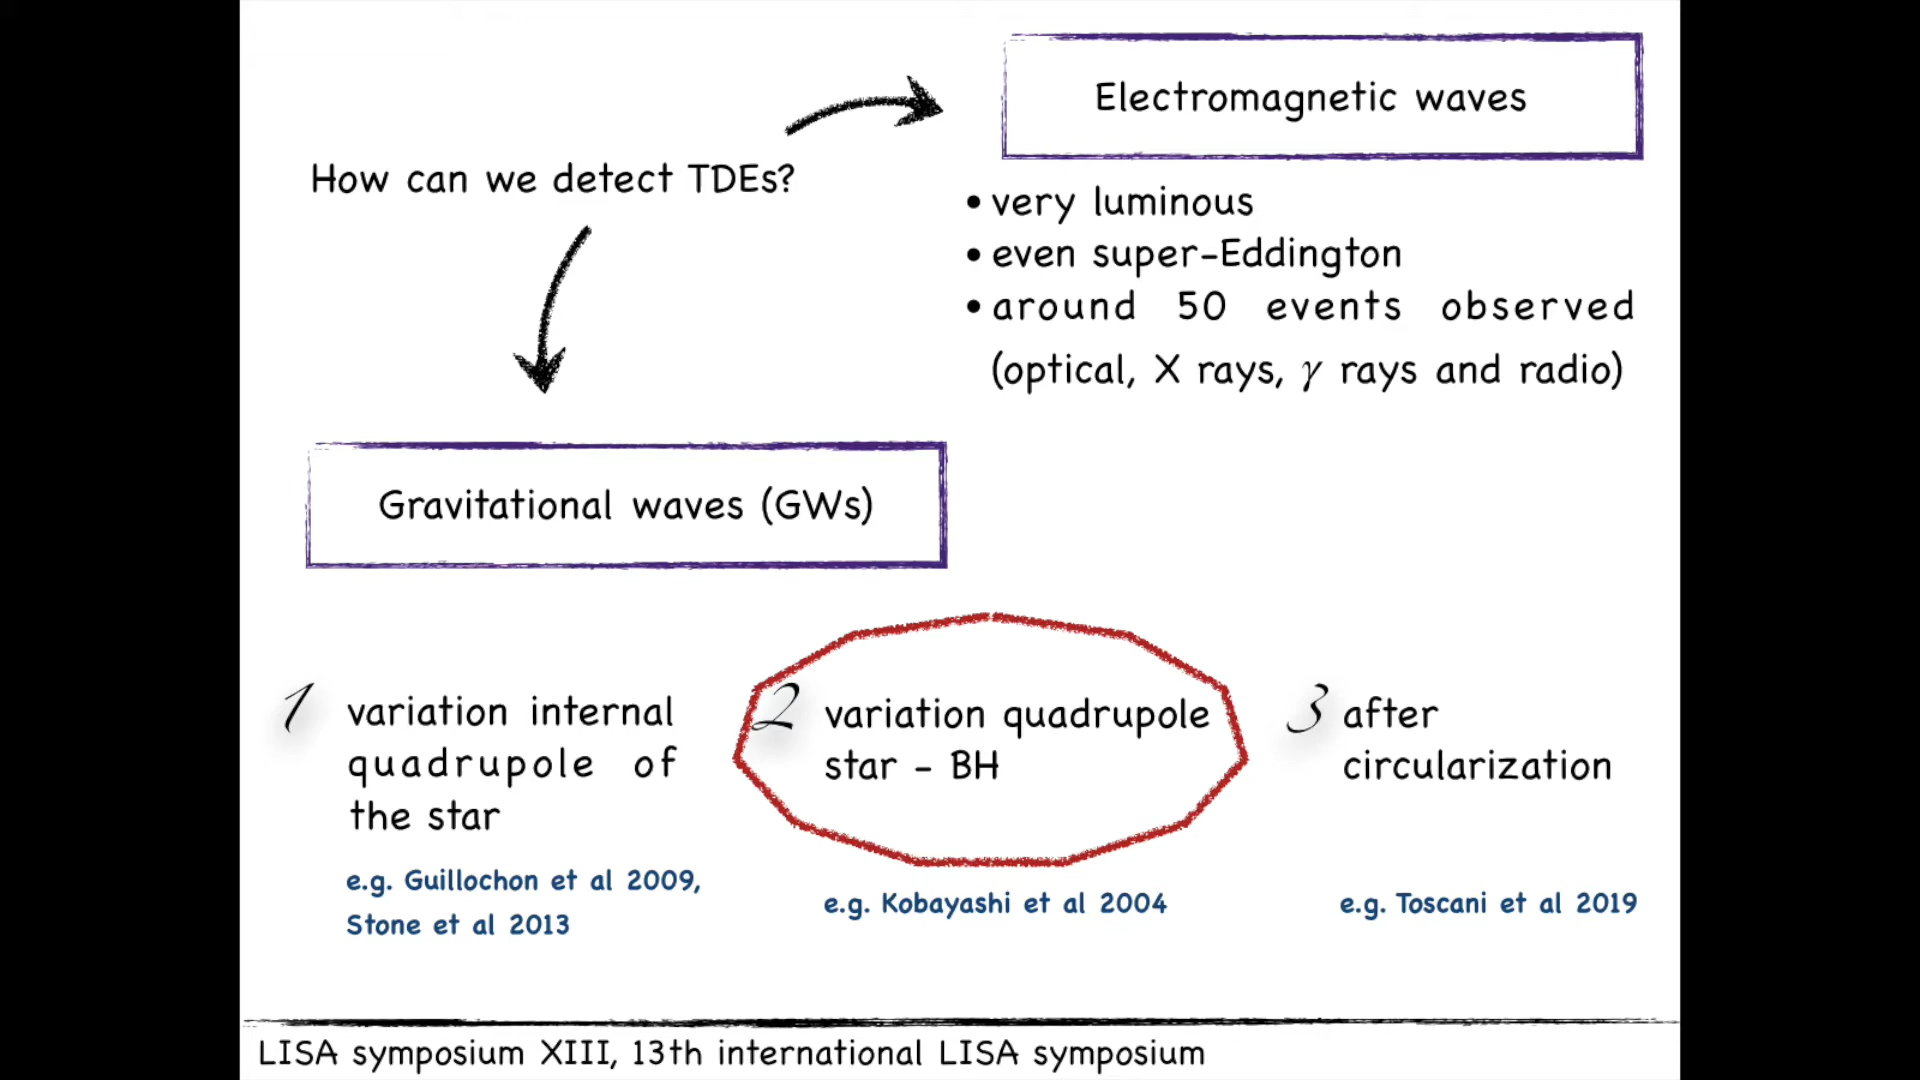 How can we detect TDEs?
Electromagnetic waves
• very luminous
• even super-Eddington
• around 50 events observed
(optical, X rays, γ rays and radio)
Gravitational waves (GWs)
1 variation internal
quadrupole of
the star
e.g. Guillochon et al 2009,
Stone et al 2013
2 variation quadrupole
star - BH
e.g. Kobayashi et al 2004
3 after
circularization
e.g. Toscani et al 2019
LISA symposium XIII, 13th international LISA symposium